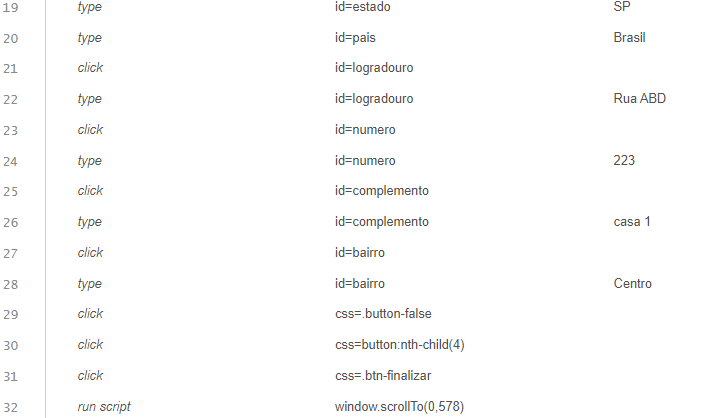 19 type id=estado SP
20 type id=pais Brasil
21 click id=logradouro
22 type id=logradouro Rua ABD
23 click id=numero
24 type id=numero 223
25 click id=complemento
26 type id=complemento casa 1
27 click id=bairro
28 type id=bairro Centro
29 click css=.button-false
30 click css=button:nth-child(4)
31 click css=.btn-finalizar
32 run script window.scrollTo(0,578)